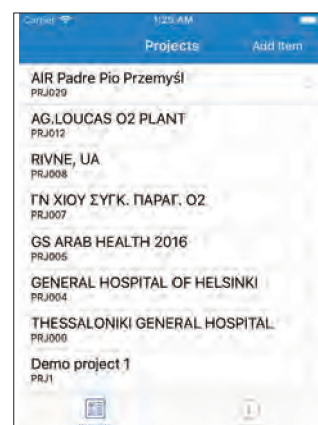 Carrier 1:25 AM
Projects Add Item
AIR Padre Pio Przemyśl
PRJ029
AG.LOUCAS O2 PLANT
PRJ012
RIVNE, UA
PRJ008
ΓΝ ΧΙΟΥ ΣΥΓΚ. ΠΑΡΑΓ. Ο2
PRJ007
GS ARAB HEALTH 2016
PRJ005
GENERAL HOSPITAL OF HELSINKI
PRJ004
THESSALONIKI GENERAL HOSPITAL
PRJ000
Demo project 1
PRJ1